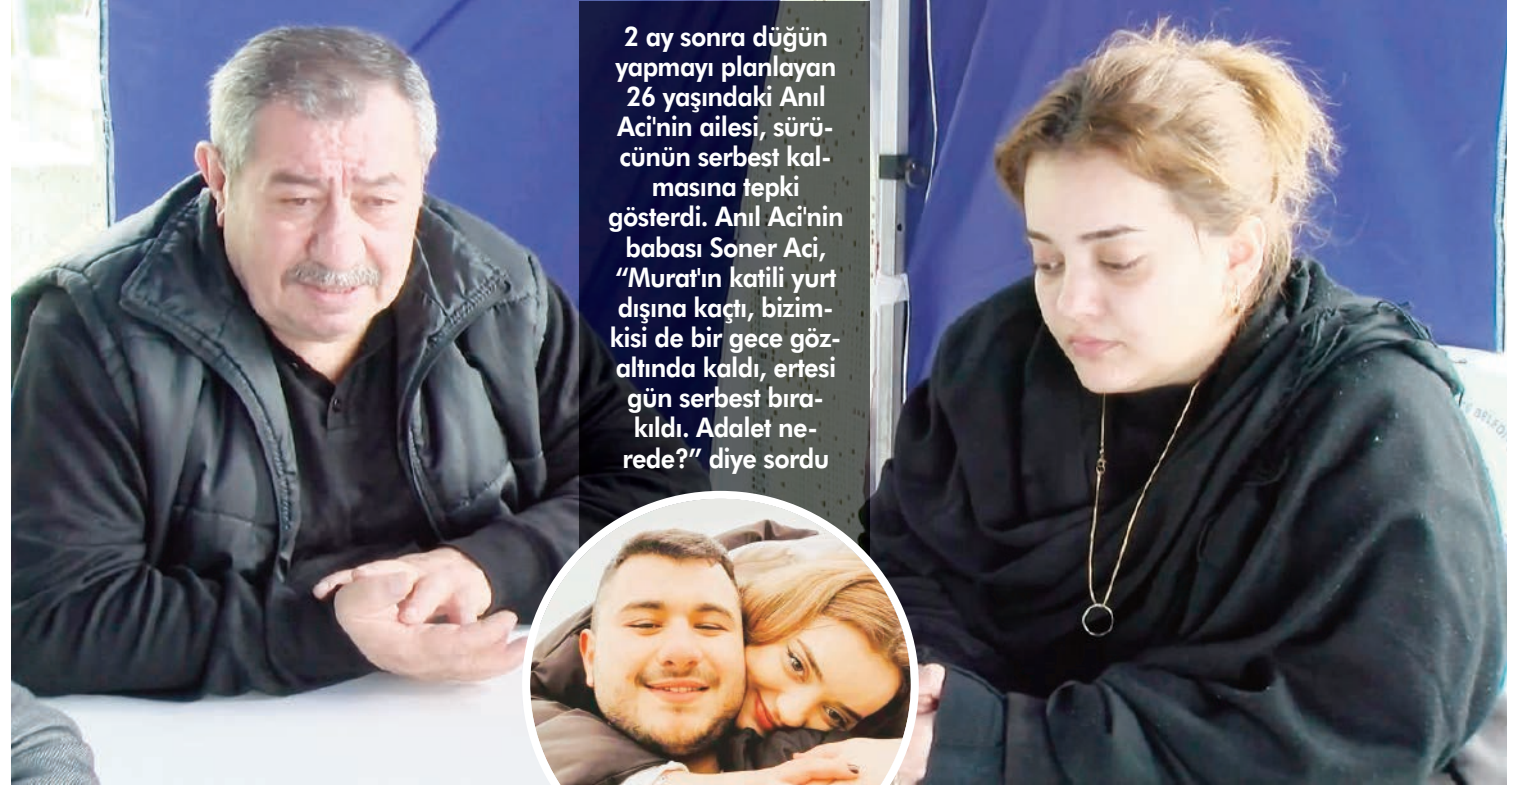 2 ay sonra düğün
yapmayı planlayan
26 yaşındaki Anıl
Aci'nin ailesi, sürü-
cünün serbest kal-
masına tepki
gösterdi. Anıl Aci'nin
babası Soner Aci,
“Murat'ın katili yurt
dışına kaçtı, bizim-
kisi de bir gece göz-
altında kaldı, ertesi
gün serbest bıra-
kıldı. Adalet ne-
rede?” diye sordu